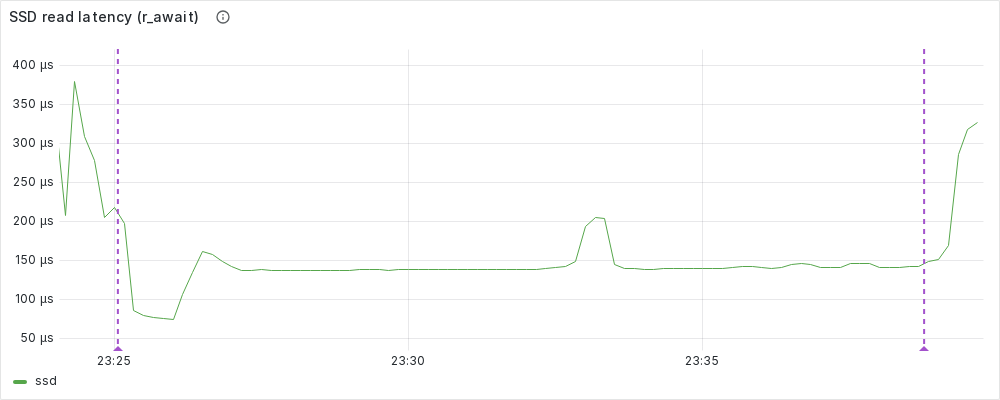 SSD read latency (r_await)
400 µs
350 µs
300 µs
250 µs
200 µs
150 µs
100 µs
50 µs
23:25 23:30 23:35
ssd